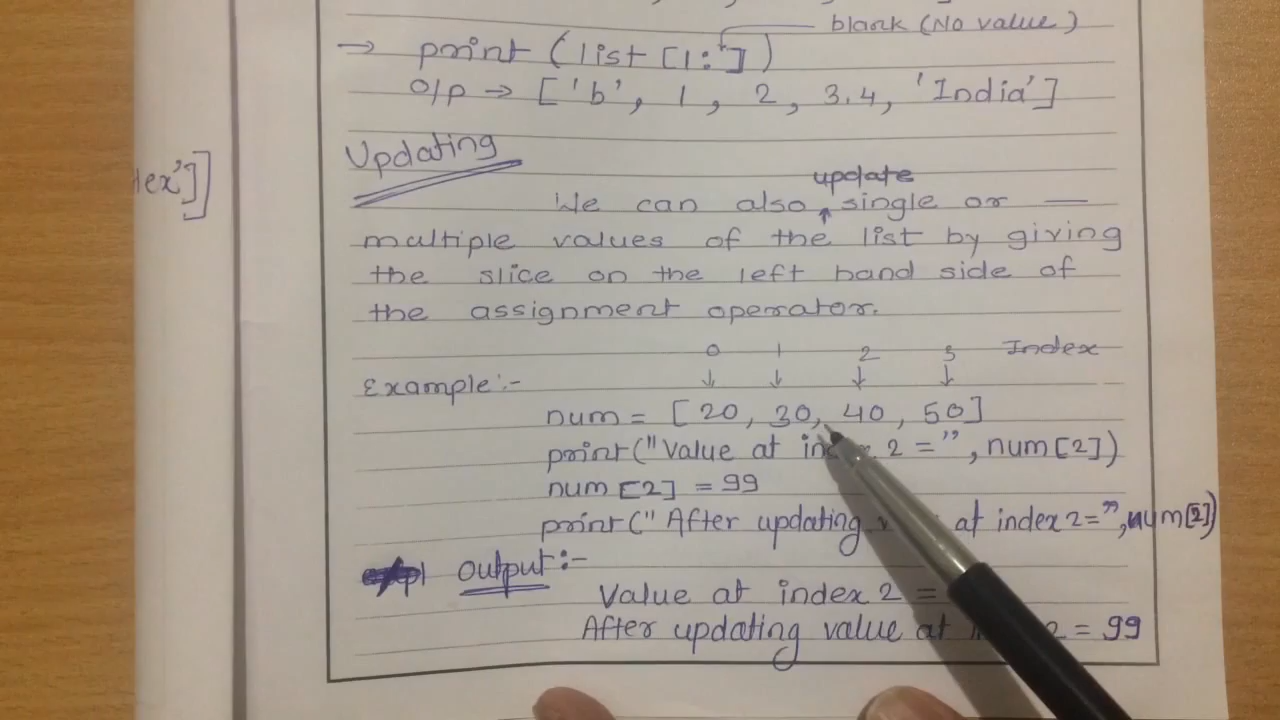 blank (No value)
→ print (list [1:])
O/p → ['b', 1, 2, 3.4, 'India']
lex']]
Updating
update
We can also single or —
multiple values of the list by giving
the slice on the left hand side of
the assignment operator.
0 1 2 3 Index
Example:-
num = [20, 30, 40, 50]
print("Value at index 2 =", num[2])
num [2] = 99
print(" After updating at index 2=", num[2])
output:-
Value at index 2 =
After updating value at 2 = 99